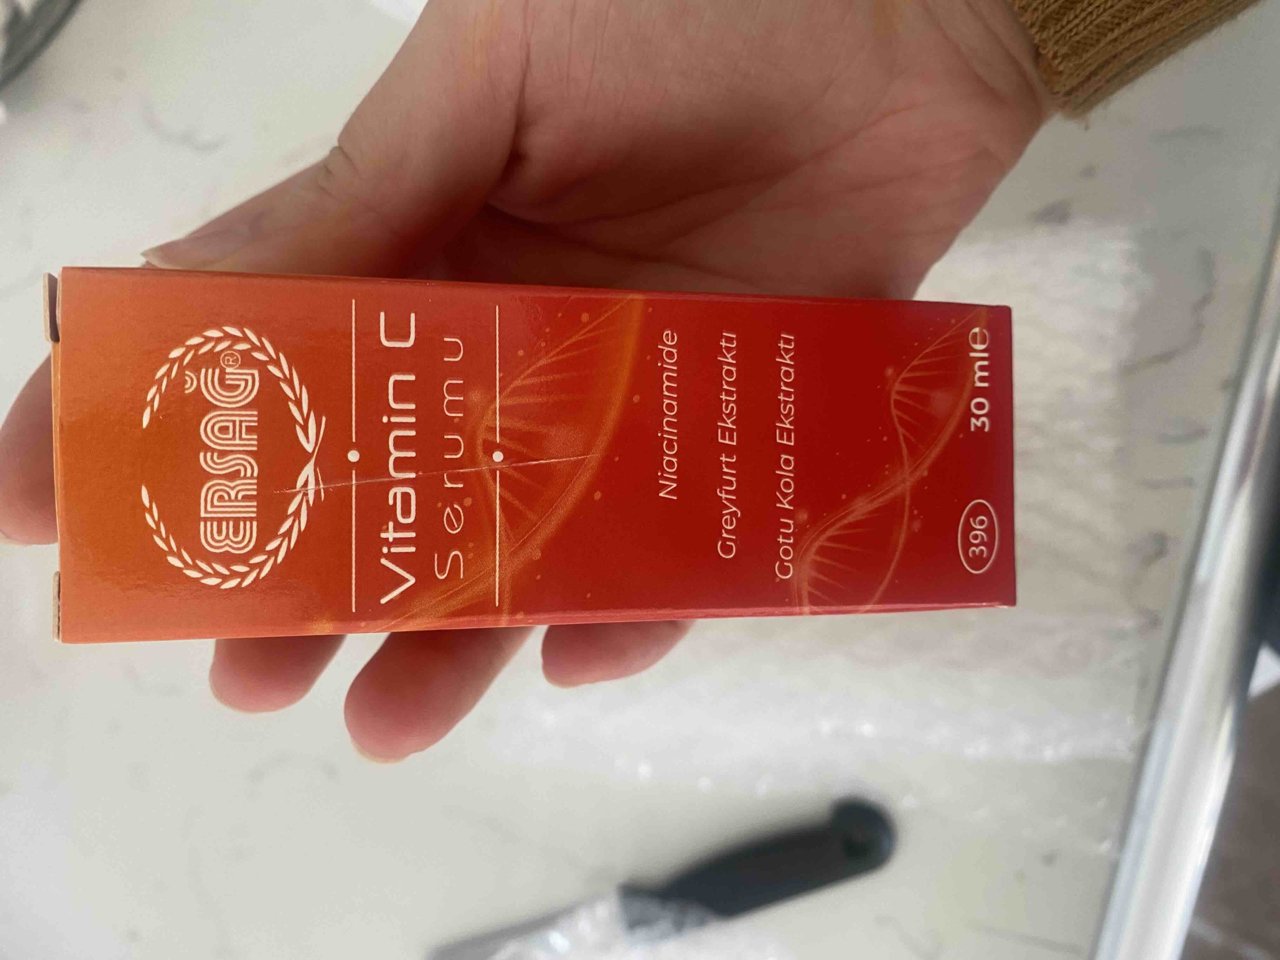 ERSAĞ®
Vitamin C
Serumu
Niacinamide
Greyfurt Ekstraktı
Gotu Kola Ekstraktı
396
30 ml℮